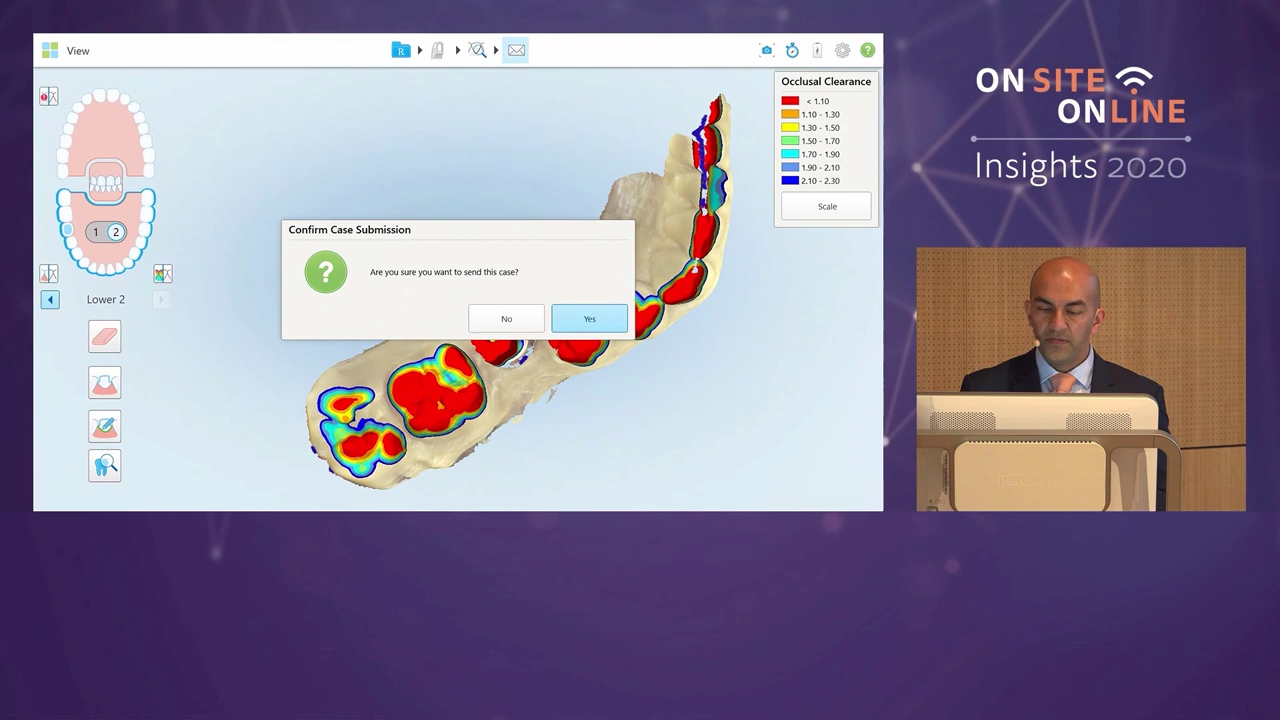 View
R
Occlusal Clearance
< 1.10
1.10 - 1.30
1.30 - 1.50
1.50 - 1.70
1.70 - 1.90
1.90 - 2.10
2.10 - 2.30
Scale
1 2
Lower 2
Confirm Case Submission
?
Are you sure you want to send this case?
No
Yes
?
ON SITE
ONLINE
Insights 2020